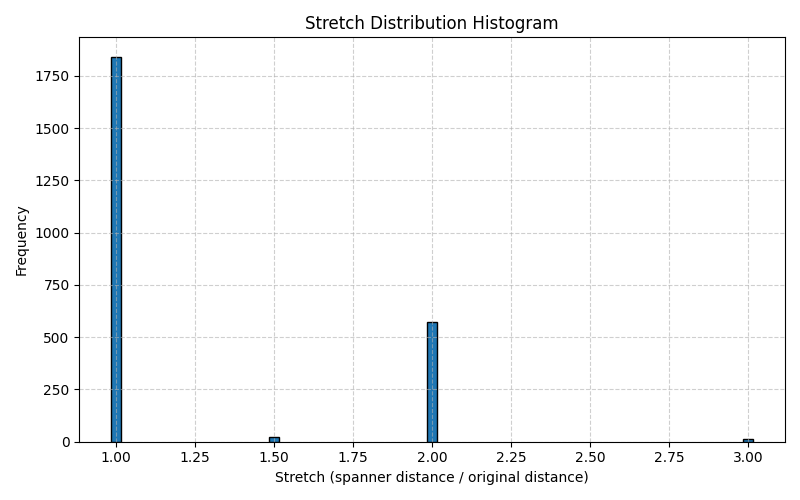 Stretch Distribution Histogram
Frequency
1750
1500
1250
1000
750
500
250
0
1.00 1.25 1.50 1.75 2.00 2.25 2.50 2.75 3.00
Stretch (spanner distance / original distance)